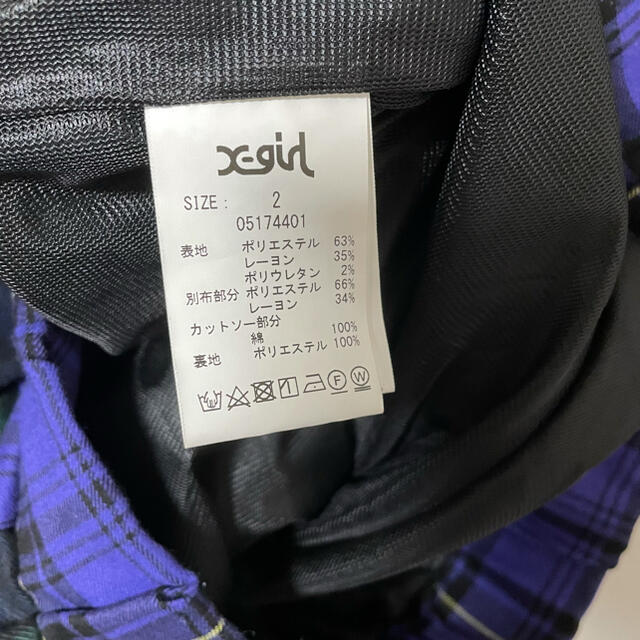 X-girl
SIZE: 2
05174401
表地 ポリエステル 63%
レーヨン 35%
ポリウレタン 2%
別布部分 ポリエステル 66%
レーヨン 34%
カットソー部分
綿 100%
裏地 ポリエステル 100%
F W